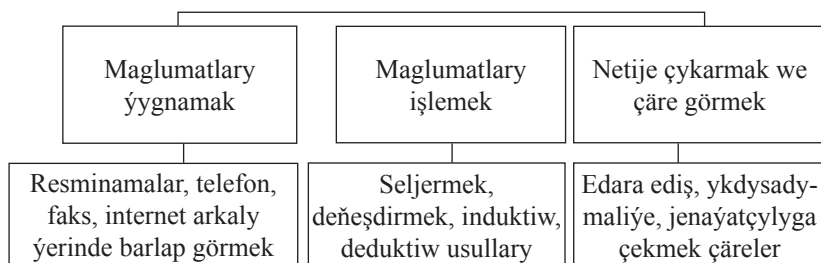 Maglumatlary
ýygnamak
Maglumatlary
işlemek
Netije çykarmak we
çäre görmek
Resminamalar, telefon,
faks, internet arkaly
ýerinde barlap görmek
Seljermek,
deňeşdirmek, induktiw,
deduktiw usullary
Edara ediş, ykdysady-
maliýe, jenaýatçylyga
çekmek çäreler